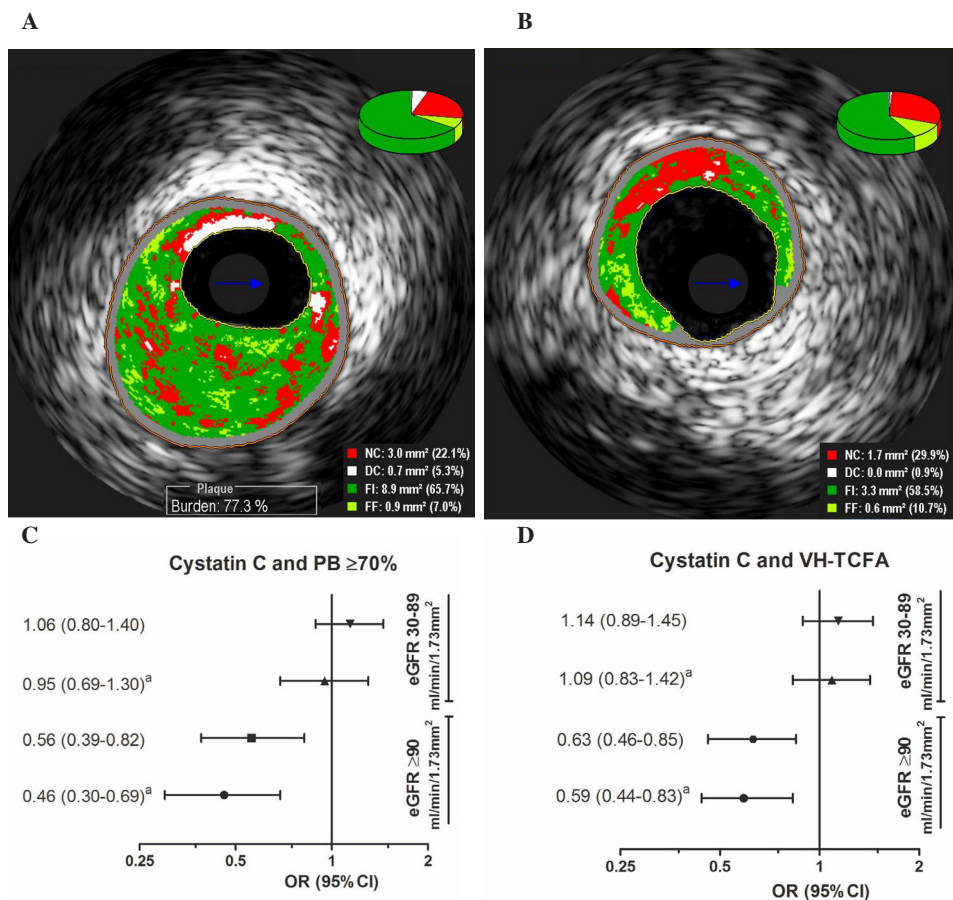 A
B
NC: 3.0 mm² (22.1%)
DC: 0.7 mm² (5.3%)
FI: 8.9 mm² (65.7%)
FF: 0.9 mm² (7.0%)
Plaque
Burden: 77.3 %
NC: 1.7 mm² (29.9%)
DC: 0.0 mm² (0.9%)
FI: 3.3 mm² (58.5%)
FF: 0.6 mm² (10.7%)
C
Cystatin C and PB ≥70%
1.06 (0.80-1.40)
0.95 (0.69-1.30)ᵃ
0.56 (0.39-0.82)
0.46 (0.30-0.69)ᵃ
eGFR 30-89
ml/min/1.73mm²
eGFR ≥90
ml/min/1.73mm²
0.25 0.5 1 2
OR (95% CI)
D
Cystatin C and VH-TCFA
1.14 (0.89-1.45)
1.09 (0.83-1.42)ᵃ
0.63 (0.46-0.85)
0.59 (0.44-0.83)ᵃ
eGFR 30-89
ml/min/1.73mm²
eGFR ≥90
ml/min/1.73mm²
0.25 0.5 1 2
OR (95% CI)